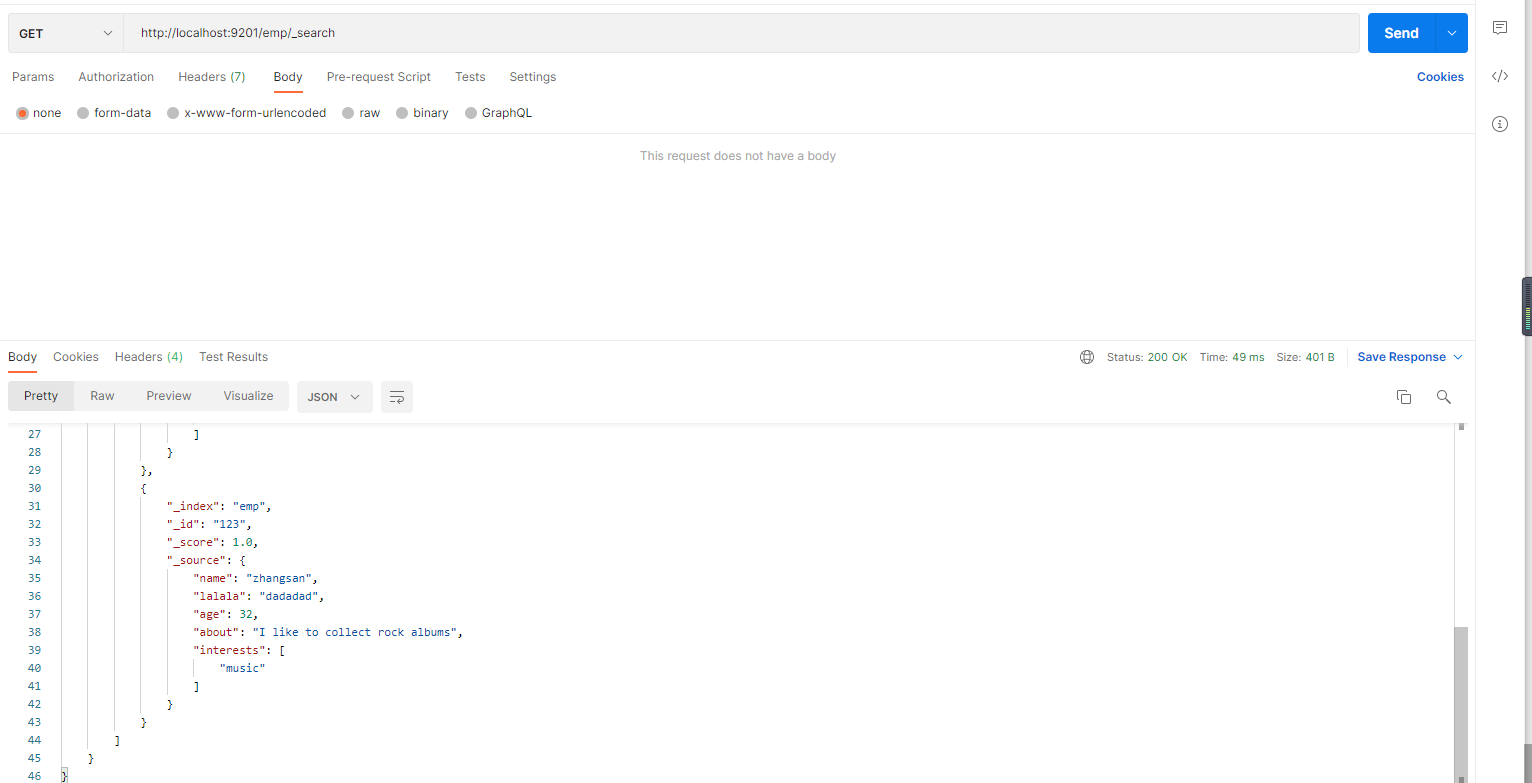 GET http://localhost:9201/emp/_search Send
Params Authorization Headers (7) Body Pre-request Script Tests Settings Cookies
none form-data x-www-form-urlencoded raw binary GraphQL
This request does not have a body
Body Cookies Headers (4) Test Results Status: 200 OK Time: 49 ms Size: 401 B Save Response
Pretty Raw Preview Visualize JSON
27 ]
28 }
29 },
30 {
31 "_index": "emp",
32 "_id": "123",
33 "_score": 1.0,
34 "_source": {
35 "name": "zhangsan",
36 "lalala": "dadadad",
37 "age": 32,
38 "about": "I like to collect rock albums",
39 "interests": [
40 "music"
41 ]
42 }
43 }
44 ]
45 }
46 }